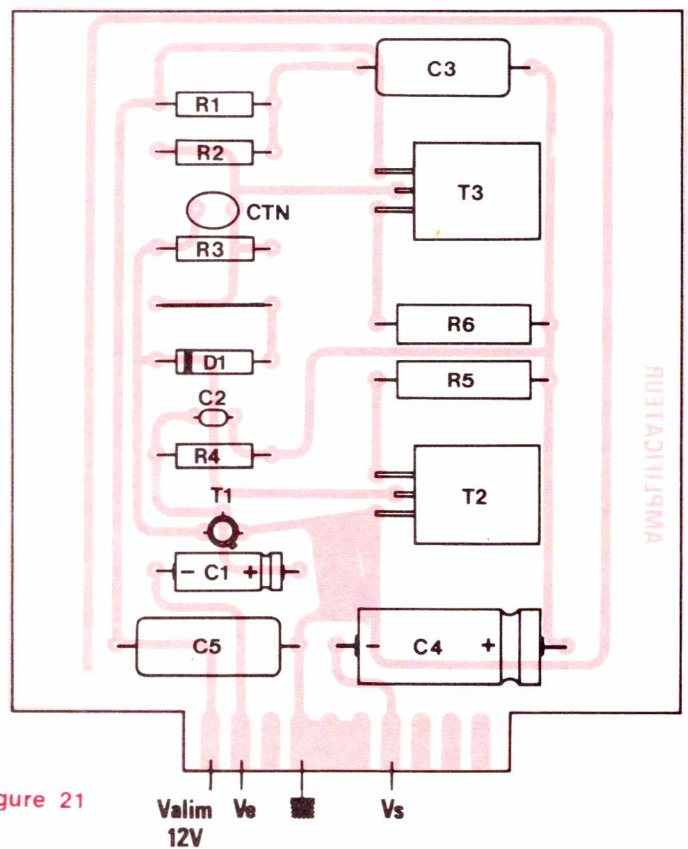 C3
R1
R2
T3
CTN
R3
R6
D1
R5
C2
R4
T2
T1
- C1 +
C5
- C4 +
AMPLIFICATEUR
gure 21
Valim Ve Vs
12V